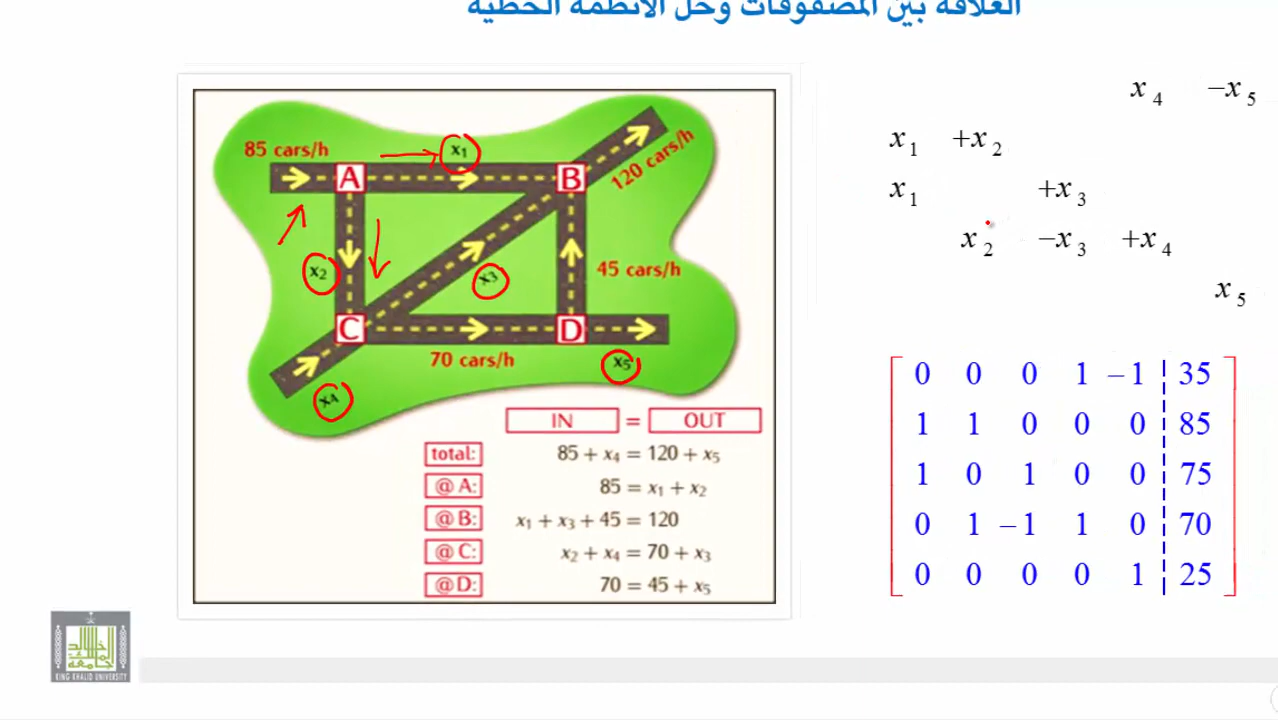 العلاقة بين المصفوفات وحل الأنظمة الخطية
85 cars/h
x₁
120 cars/h
A
B
x₂
x₃
45 cars/h
C
D
70 cars/h
x₄
x₅
IN = OUT
total: 85 + x₄ = 120 + x₅
@ A: 85 = x₁ + x₂
@ B: x₁ + x₃ + 45 = 120
@ C: x₂ + x₄ = 70 + x₃
@ D: 70 = 45 + x₅
x₄ −x₅
x₁ +x₂
x₁ +x₃
x₂ −x₃ +x₄
x₅
0 0 0 1 −1 35
1 1 0 0 0 85
1 0 1 0 0 75
0 1 −1 1 0 70
0 0 0 0 1 25
جامعة الملك خالد
KING KHALID UNIVERSITY